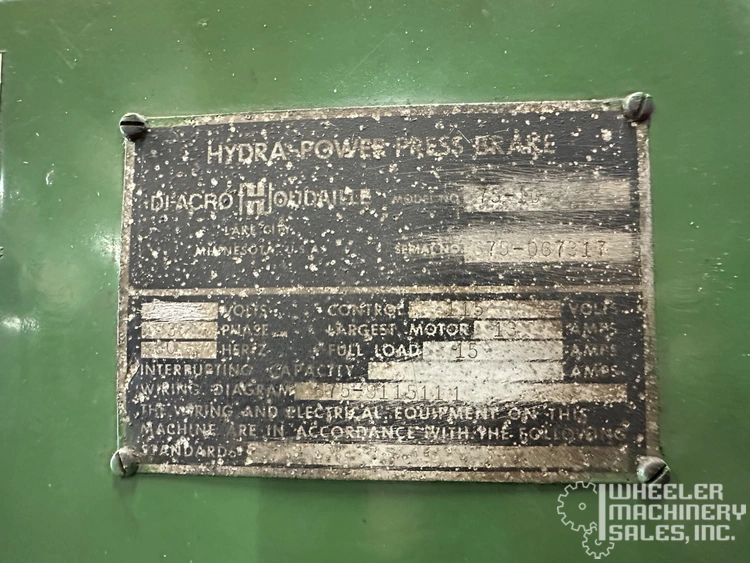 HYDRA-POWER PRESS BRAKE
DI-ACRO HOUDAILLE MODEL NO.
LAKE CITY
MINNESOTA U.S.A. SERIAL NO.
VOLTS CONTROL 115 VOLTS
PHASE LARGEST MOTOR AMPS
HERTZ FULL LOAD 15 AMPS
INTERRUPTING CAPACITY AMPS.
WIRING DIAGRAM
THE WIRING AND ELECTRICAL EQUIPMENT ON THIS
MACHINE ARE IN ACCORDANCE WITH THE FOLLOWING
STANDARDS
WHEELER
MACHINERY
SALES, INC.